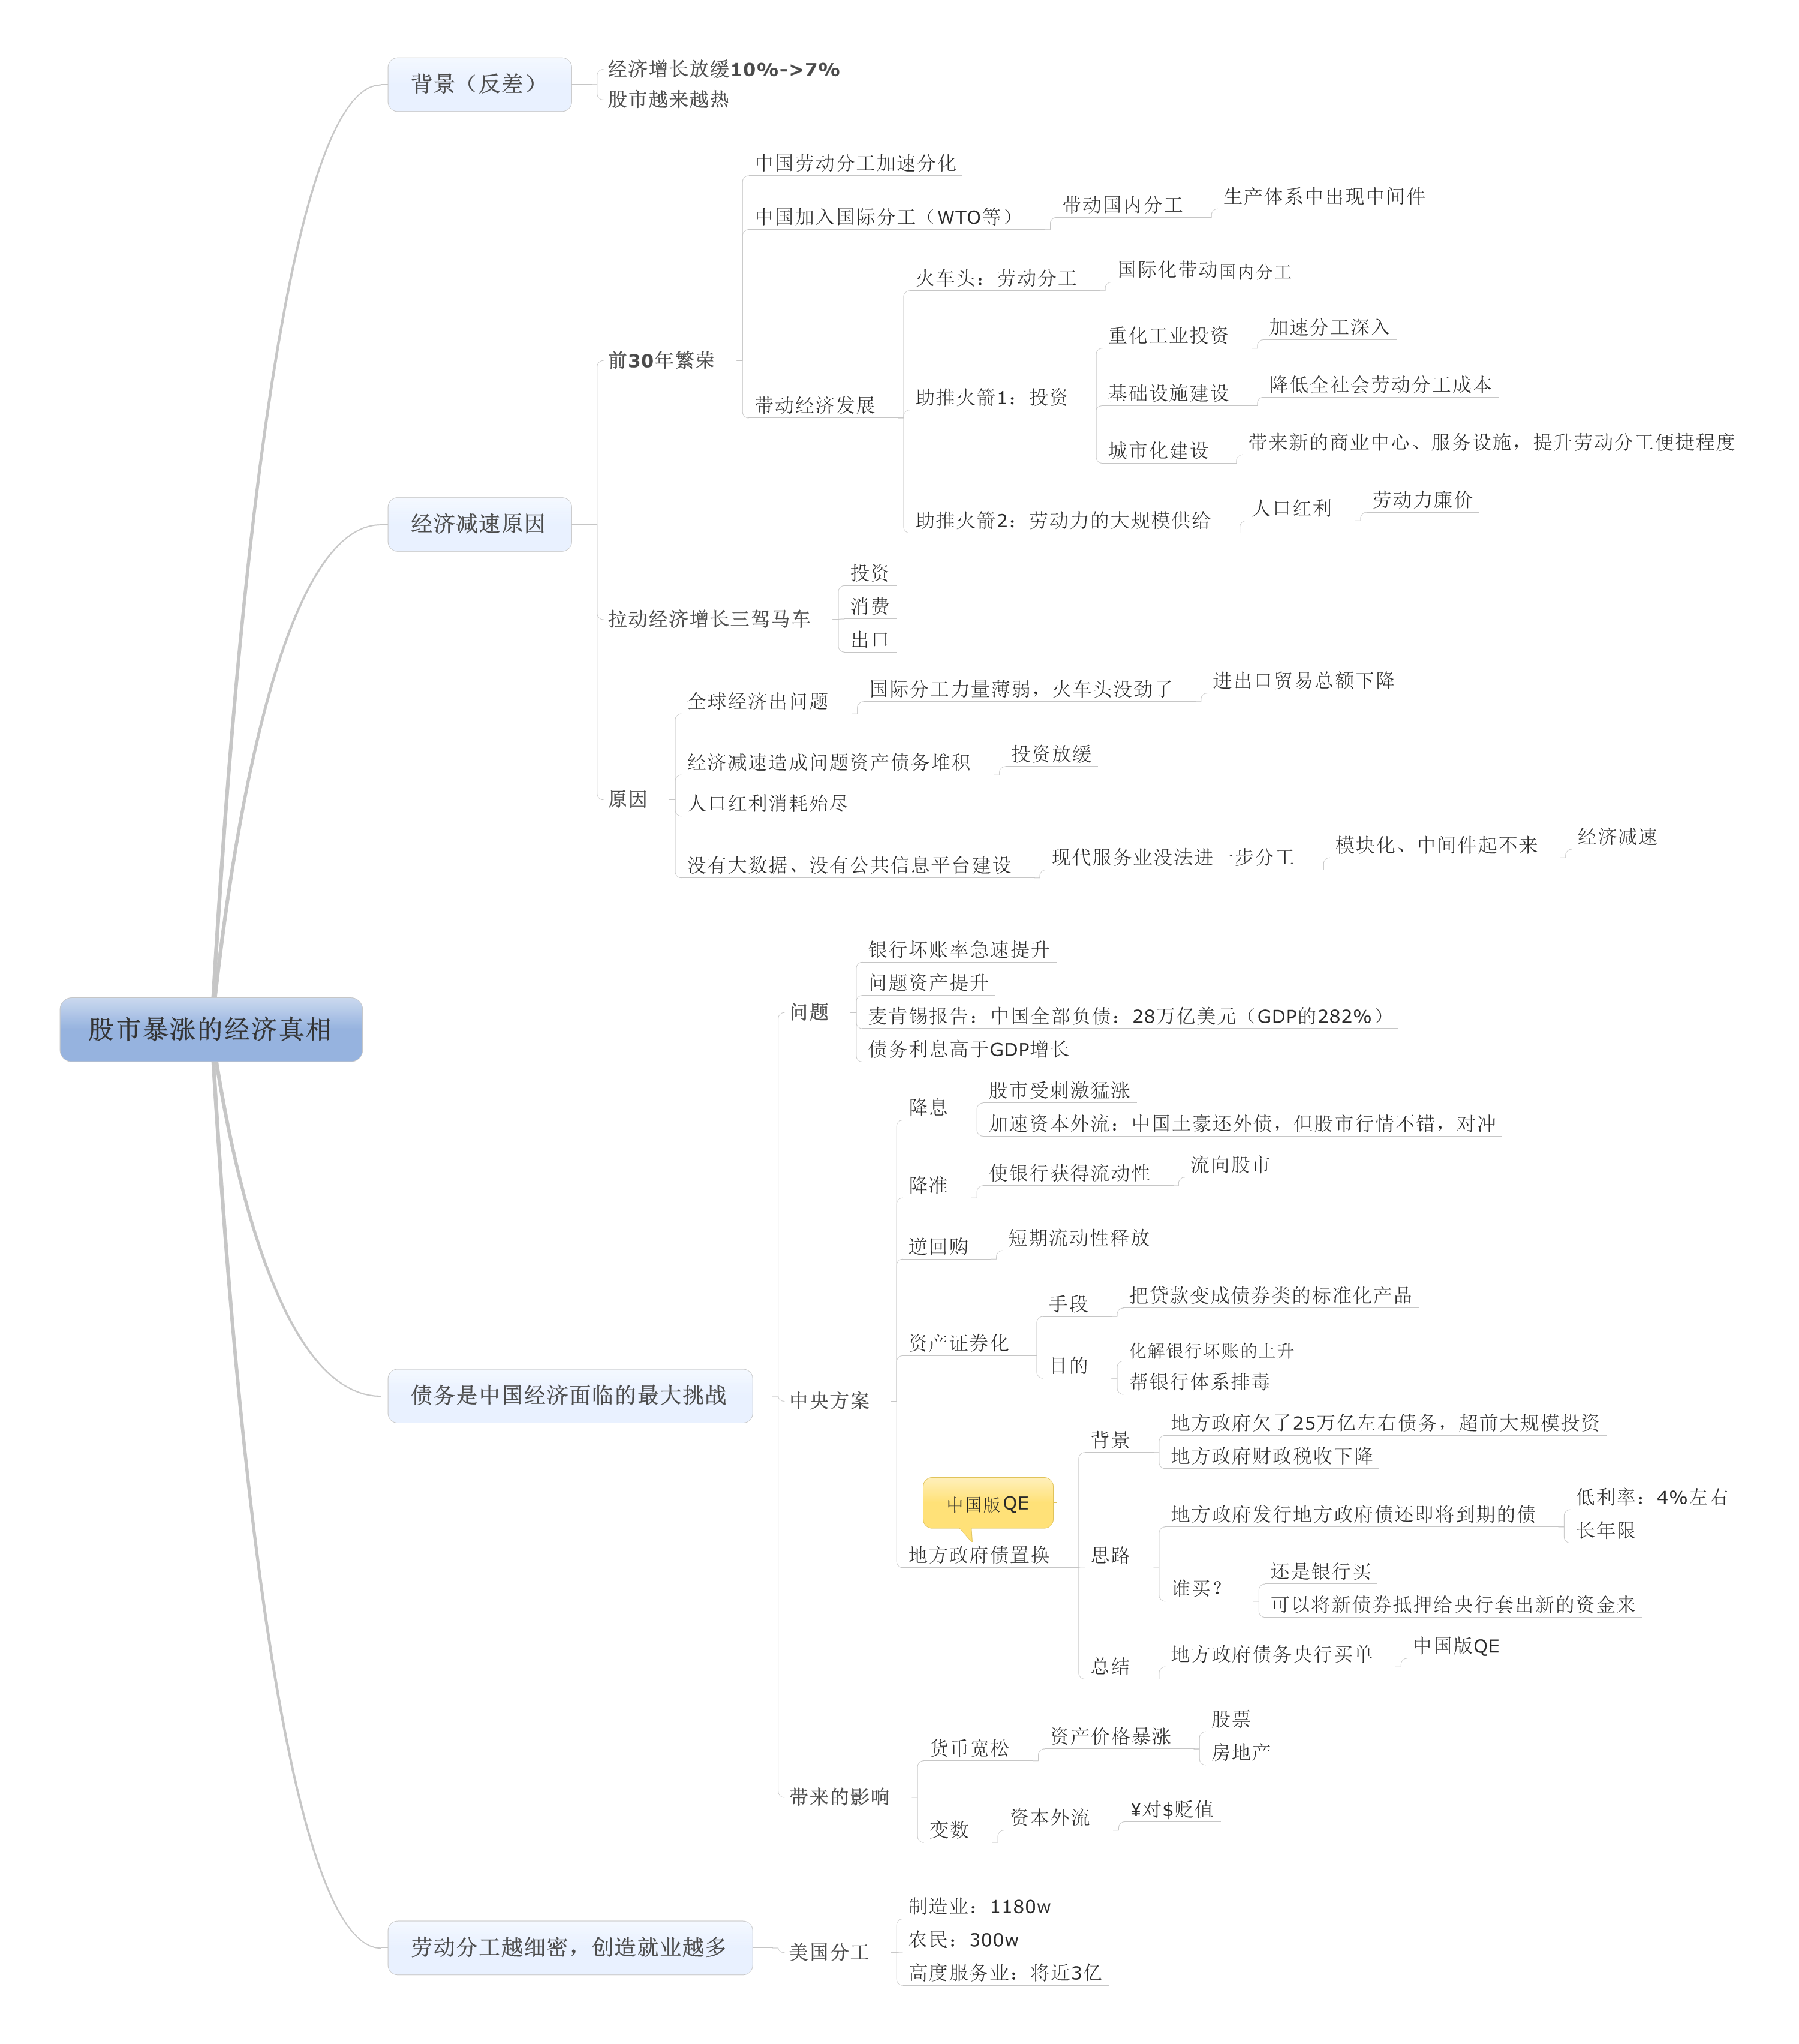 股市暴涨的经济真相
背景（反差）
经济增长放缓10%->7%
股市越来越热
经济减速原因
前30年繁荣
中国劳动分工加速分化
中国加入国际分工（WTO等）
带动国内分工
生产体系中出现中间件
带动经济发展
火车头：劳动分工
国际化带动国内分工
助推火箭1：投资
重化工业投资
加速分工深入
基础设施建设
降低全社会劳动分工成本
城市化建设
带来新的商业中心、服务设施，提升劳动分工便捷程度
助推火箭2：劳动力的大规模供给
人口红利
劳动力廉价
拉动经济增长三驾马车
投资
消费
出口
原因
全球经济出问题
国际分工力量薄弱，火车头没劲了
进出口贸易总额下降
经济减速造成问题资产债务堆积
投资放缓
人口红利消耗殆尽
没有大数据、没有公共信息平台建设
现代服务业没法进一步分工
模块化、中间件起不来
经济减速
债务是中国经济面临的最大挑战
问题
银行坏账率急速提升
问题资产提升
麦肯锡报告：中国全部负债：28万亿美元（GDP的282%）
债务利息高于GDP增长
中央方案
降息
股市受刺激猛涨
加速资本外流：中国土豪还外债，但股市行情不错，对冲
降准
使银行获得流动性
流向股市
逆回购
短期流动性释放
资产证券化
手段
把贷款变成债券类的标准化产品
目的
化解银行坏账的上升
帮银行体系排毒
中国版QE
地方政府债置换
背景
地方政府欠了25万亿左右债务，超前大规模投资
地方政府财政税收下降
思路
地方政府发行地方政府债还即将到期的债
低利率：4%左右
长年限
谁买？
还是银行买
可以将新债券抵押给央行套出新的资金来
总结
地方政府债务央行买单
中国版QE
带来的影响
货币宽松
资产价格暴涨
股票
房地产
变数
资本外流
¥对$贬值
劳动分工越细密，创造就业越多
美国分工
制造业：1180w
农民：300w
高度服务业：将近3亿